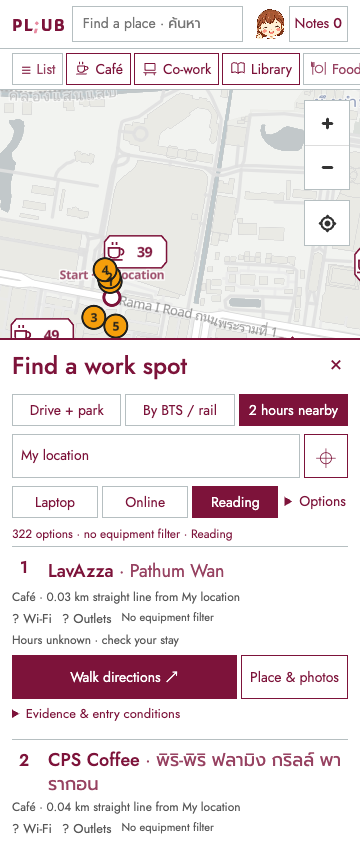 PL;UB
Find a place · ค้นหา
Notes 0
≡ List
Café
Co-work
Library
Food
+
−
39
Start
ocation
4
1
3
5
49
Rama I Road ถนนพระรามที่ 1
Find a work spot
×
Drive + park
By BTS / rail
2 hours nearby
My location
Laptop
Online
Reading
▶ Options
322 options · no equipment filter · Reading
1
LavAzza · Pathum Wan
Café · 0.03 km straight line from My location
? Wi-Fi ? Outlets No equipment filter
Hours unknown · check your stay
Walk directions ↗
Place & photos
▶ Evidence & entry conditions
2
CPS Coffee · พิริ-พิริ ฟลามิง กริลล์ พา
รากอน
Café · 0.04 km straight line from My location
? Wi-Fi ? Outlets No equipment filter